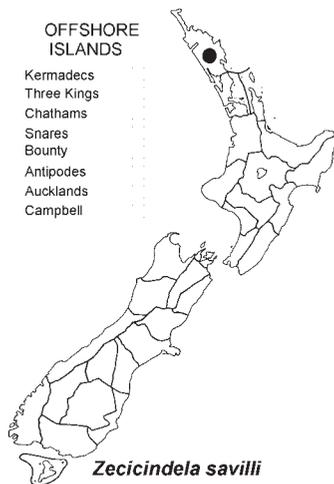 OFFSHORE
ISLANDS
Kermadecs
Three Kings
Chathams
Snares
Bounty
Antipodes
Aucklands
Campbell
Zecicindela savilli